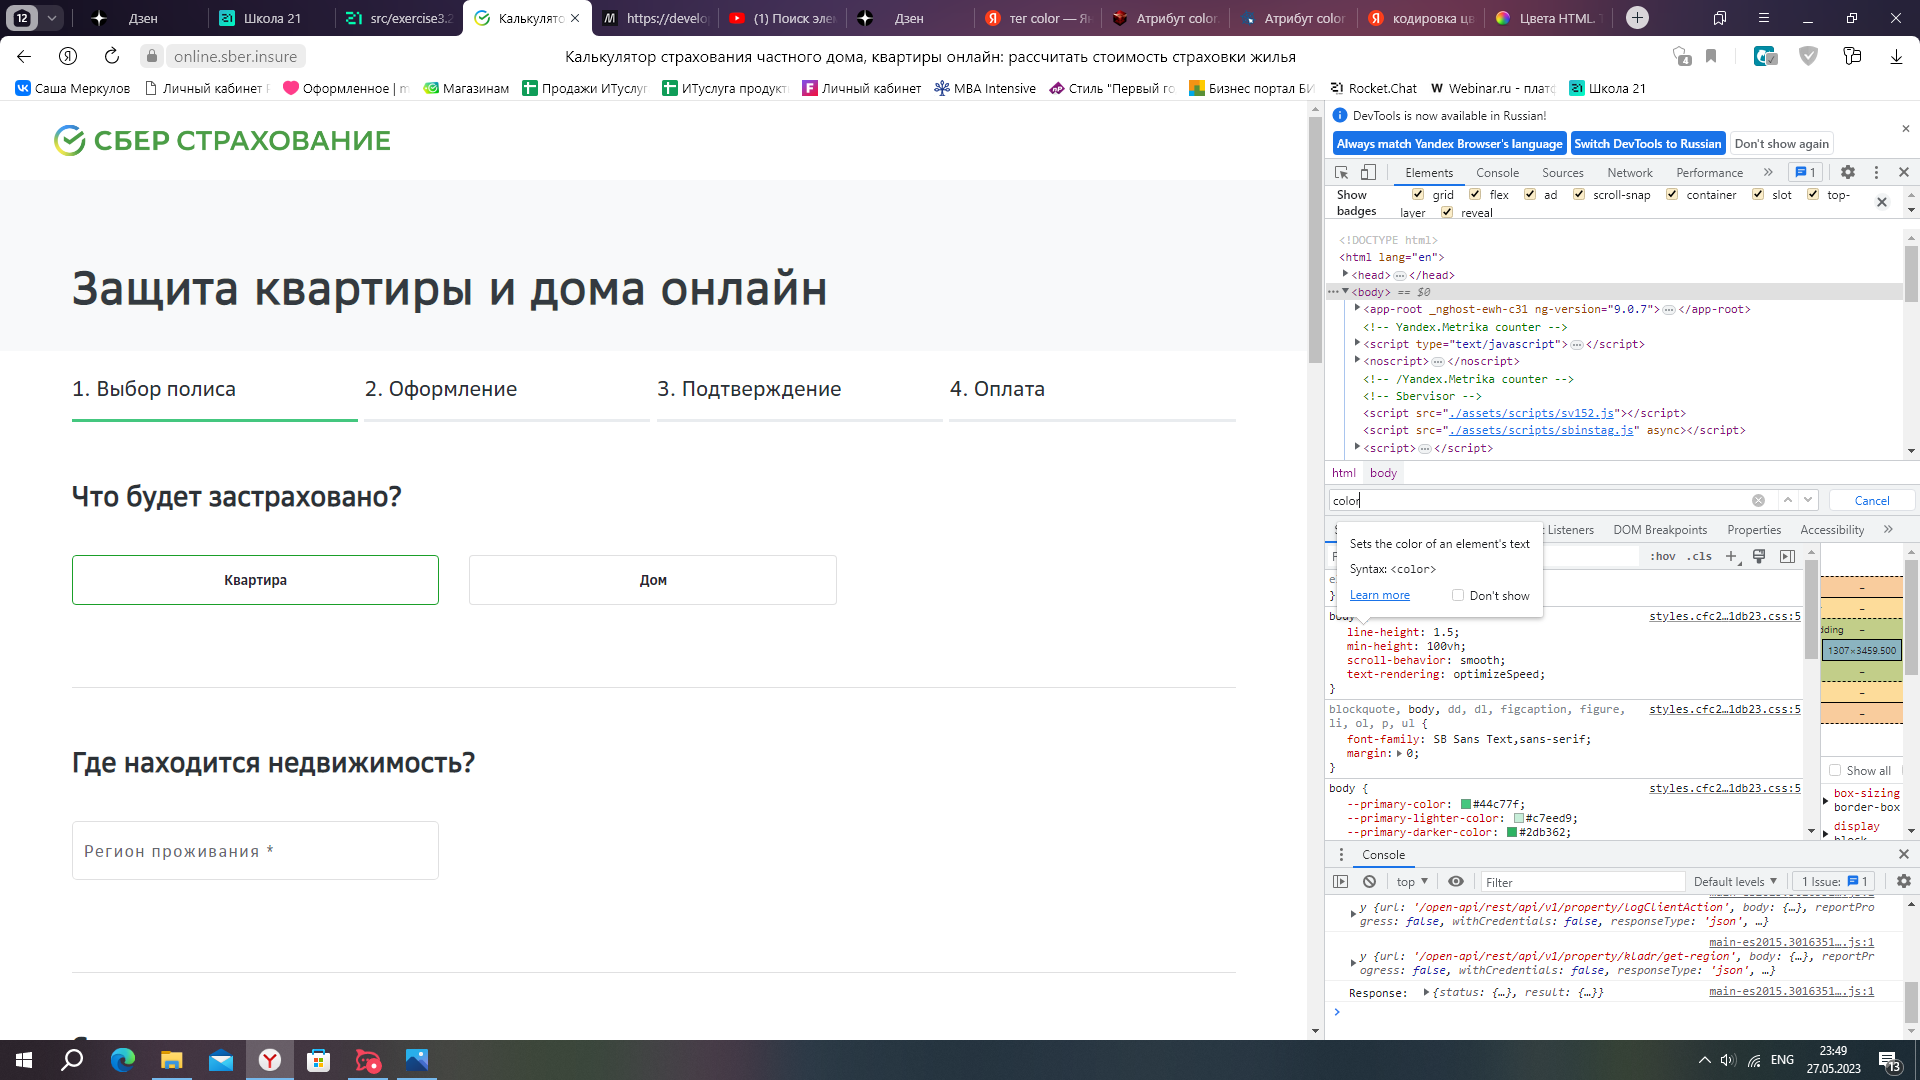 12
Дзен
Школа 21
src/exercise3.2
Калькулято
https://develo
(1) Поиск эле
Дзен
тег color — Ян
Атрибут color
Атрибут color
кодировка цв
Цвета HTML. Т
online.sber.insure
Калькулятор страхования частного дома, квартиры онлайн: рассчитать стоимость страховки жилья
4
Саша Меркулов
Личный кабинет Р
Оформленное | m
Магазинам
Продажи ИТуслуг
ИТуслуга продукт
Личный кабинет
MBA Intensive
Стиль "Первый го
Бизнес портал БИ
Rocket.Chat
Webinar.ru - платф
Школа 21
СБЕР СТРАХОВАНИЕ
Защита квартиры и дома онлайн
1. Выбор полиса
2. Оформление
3. Подтверждение
4. Оплата
Что будет застраховано?
Квартира
Дом
Где находится недвижимость?
Регион проживания *
DevTools is now available in Russian!
Always match Yandex Browser's language
Switch DevTools to Russian
Don't show again
Elements
Console
Sources
Network
Performance
1
Show badges
grid
flex
ad
scroll-snap
container
slot
top-layer
reveal
<!DOCTYPE html>
<html lang="en">
<head>…</head>
<body> == $0
<app-root _nghost-ewh-c31 ng-version="9.0.7">…</app-root>
<!-- Yandex.Metrika counter -->
<script type="text/javascript">…</script>
<noscript>…</noscript>
<!-- /Yandex.Metrika counter -->
<!-- Sbervisor -->
<script src="./assets/scripts/sv152.js"></script>
<script src="./assets/scripts/sbinstag.js" async></script>
<script>…</script>
html
body
color
Cancel
Listeners
DOM Breakpoints
Properties
Accessibility
Sets the color of an element's text
Syntax: <color>
Learn more
Don't show
:hov
.cls
e
}
body
styles.cfc2…1db23.css:5
line-height: 1.5;
min-height: 100vh;
scroll-behavior: smooth;
text-rendering: optimizeSpeed;
}
blockquote, body, dd, dl, figcaption, figure,
styles.cfc2…1db23.css:5
li, ol, p, ul {
font-family: SB Sans Text,sans-serif;
margin: 0;
}
body {
styles.cfc2…1db23.css:5
--primary-color: #44c77f;
--primary-lighter-color: #c7eed9;
--primary-darker-color: #2db362;
dding
1307×3459.500
Show all
box-sizing
border-box
display
block
Console
top
Filter
Default levels
1 Issue: 1
main-es2015.3016351….js:1
y {url: '/open-api/rest/api/v1/property/logClientAction', body: {…}, reportPro
gress: false, withCredentials: false, responseType: 'json', …}
main-es2015.3016351….js:1
y {url: '/open-api/rest/api/v1/property/kladr/get-region', body: {…}, reportPr
ogress: false, withCredentials: false, responseType: 'json', …}
Response: {status: {…}, result: {…}}
main-es2015.3016351….js:1
ENG
23:49
27.05.2023
13